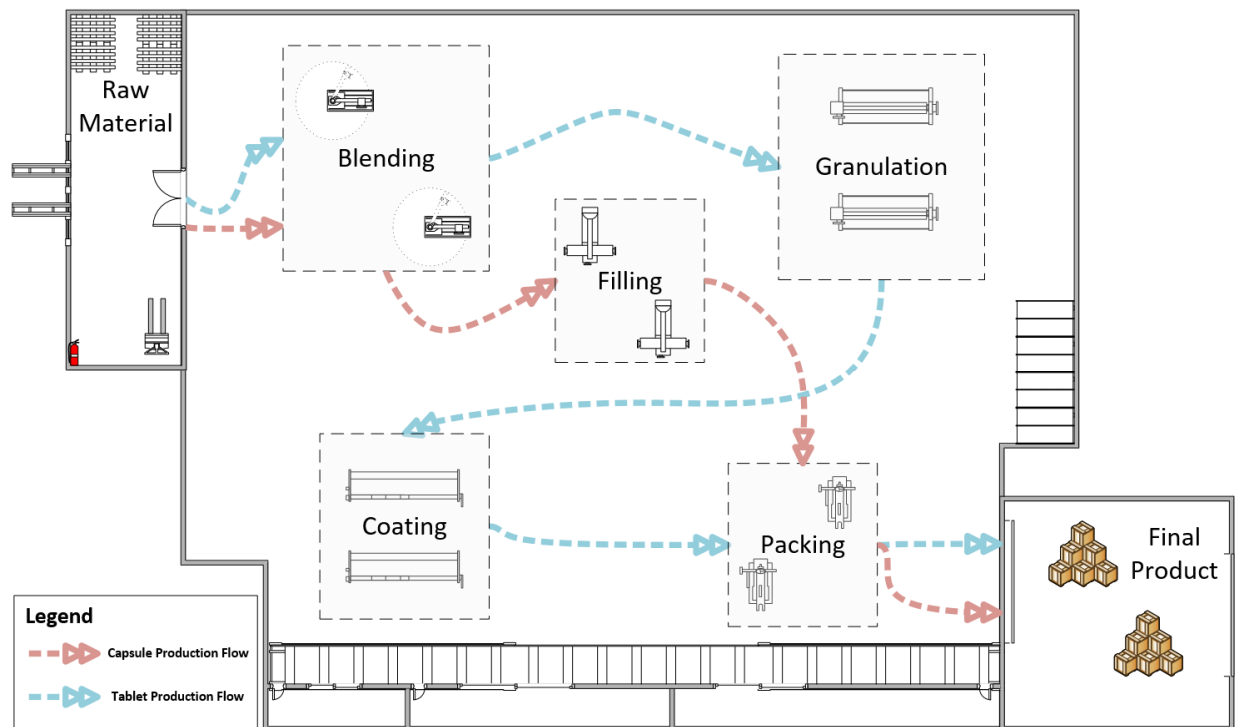 Raw
Material
Blending
Granulation
Filling
Coating
Packing
Final
Product
Legend
Capsule Production Flow
Tablet Production Flow